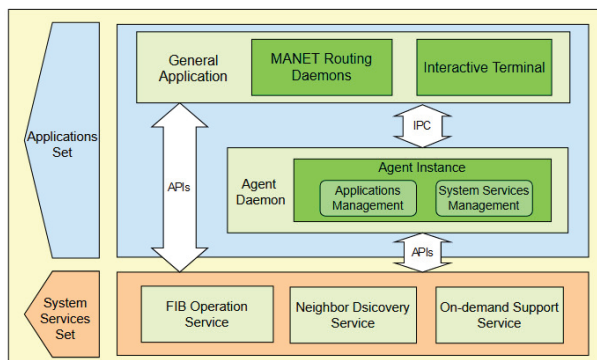 Applications
Set
General
Application
MANET Routing
Daemons
Interactive Terminal
APIs
IPC
Agent
Daemon
Agent Instance
Applications
Management
System Services
Management
APIs
System
Services
Set
FIB Operation
Service
Neighbor Dsicovery
Service
On-demand Support
Service